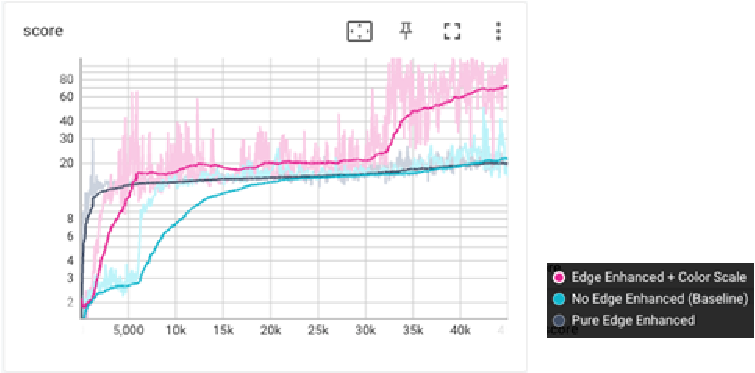 score
80
60
40
30
20
8
6
4
3
2
5,000 10k 15k 20k 25k 30k 35k 40k
Edge Enhanced + Color Scale
No Edge Enhanced (Baseline)
Pure Edge Enhanced